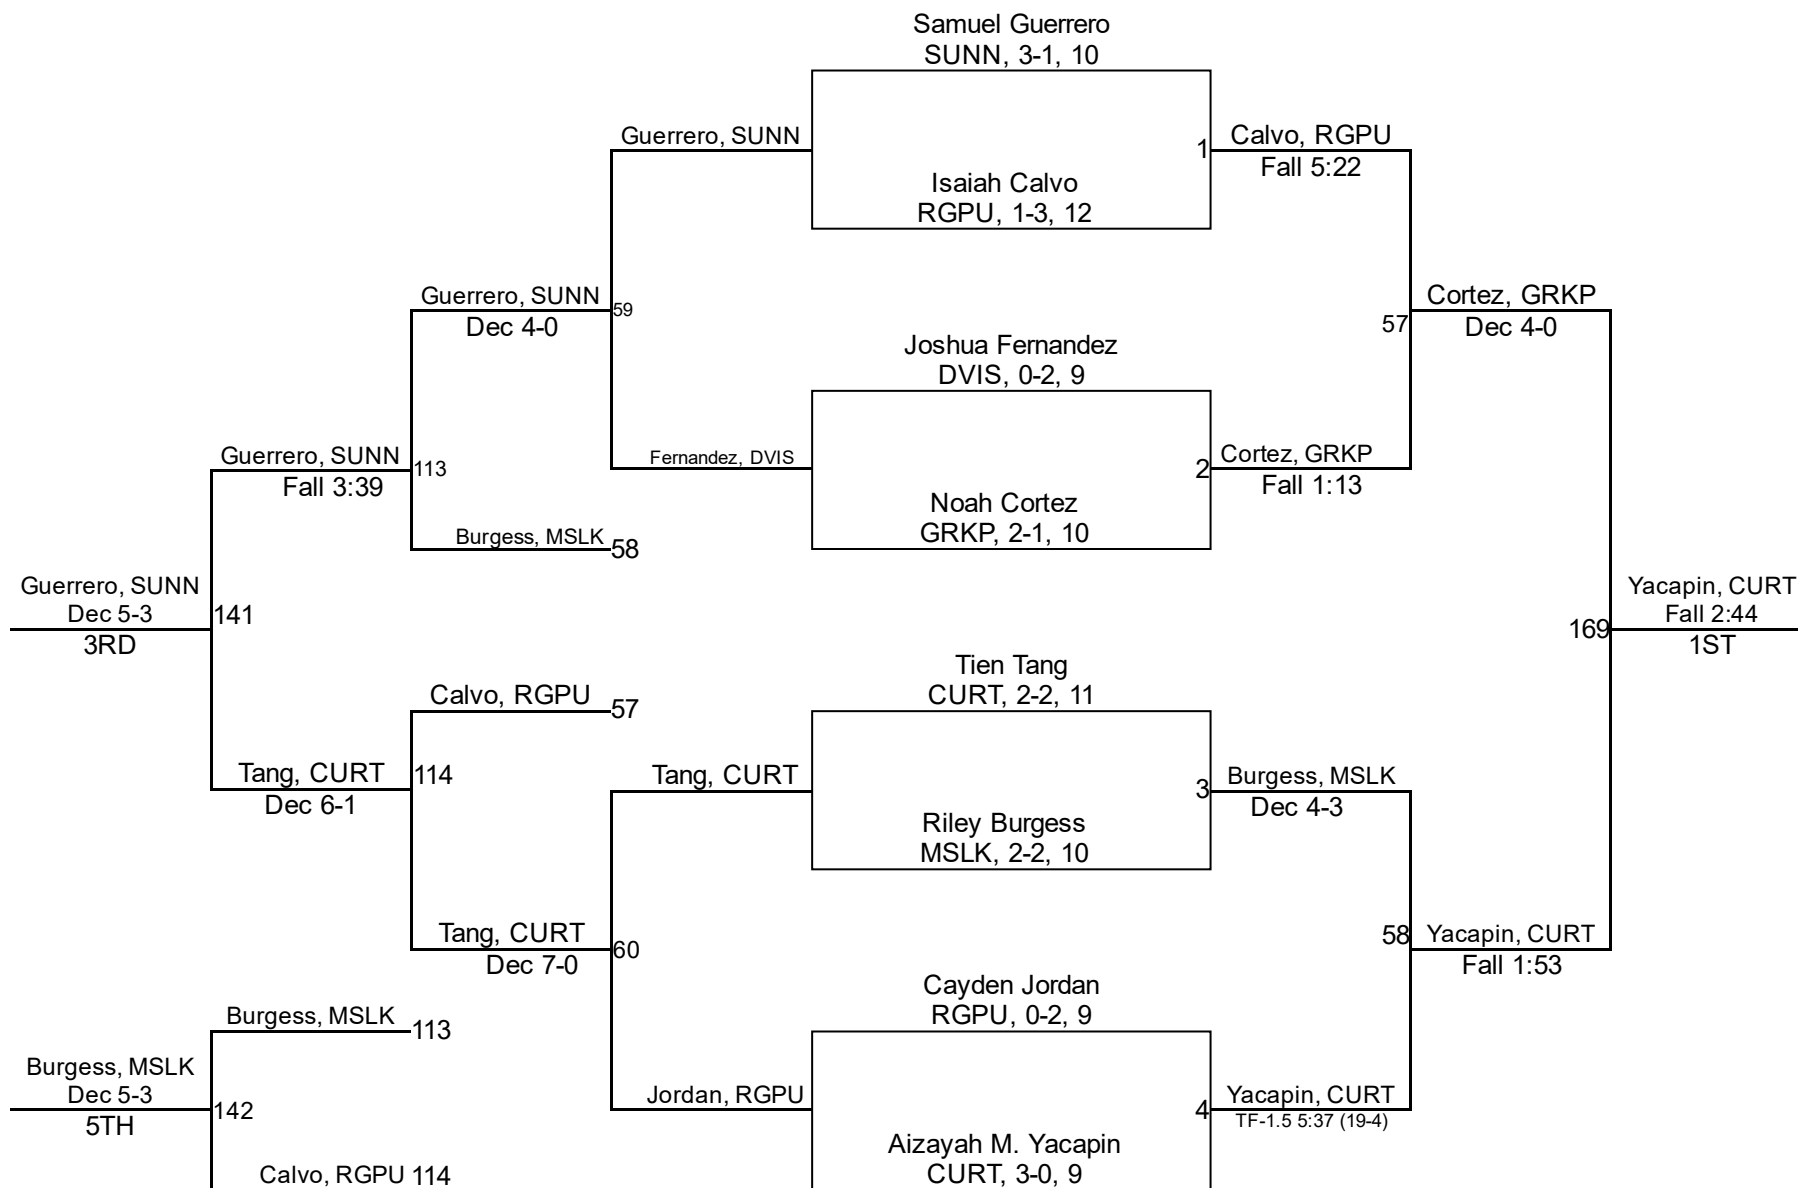 Samuel Guerrero
SUNN, 3-1, 10
Guerrero, SUNN
1
Calvo, RGPU
Fall 5:22
Isaiah Calvo
RGPU, 1-3, 12
Guerrero, SUNN
Dec 4-0
59
57
Cortez, GRKP
Dec 4-0
Joshua Fernandez
DVIS, 0-2, 9
Guerrero, SUNN
Fall 3:39
113
Fernandez, DVIS
2
Cortez, GRKP
Fall 1:13
Noah Cortez
GRKP, 2-1, 10
Burgess, MSLK
58
Guerrero, SUNN
Dec 5-3
3RD
141
169
Yacapin, CURT
Fall 2:44
1ST
Tien Tang
CURT, 2-2, 11
Calvo, RGPU
57
Tang, CURT
Dec 6-1
114
Tang, CURT
3
Burgess, MSLK
Dec 4-3
Riley Burgess
MSLK, 2-2, 10
Tang, CURT
Dec 7-0
60
58
Yacapin, CURT
Fall 1:53
Cayden Jordan
RGPU, 0-2, 9
Burgess, MSLK
113
Burgess, MSLK
Dec 5-3
5TH
142
Jordan, RGPU
4
Yacapin, CURT
TF-1.5 5:37 (19-4)
Aizayah M. Yacapin
CURT, 3-0, 9
Calvo, RGPU
114